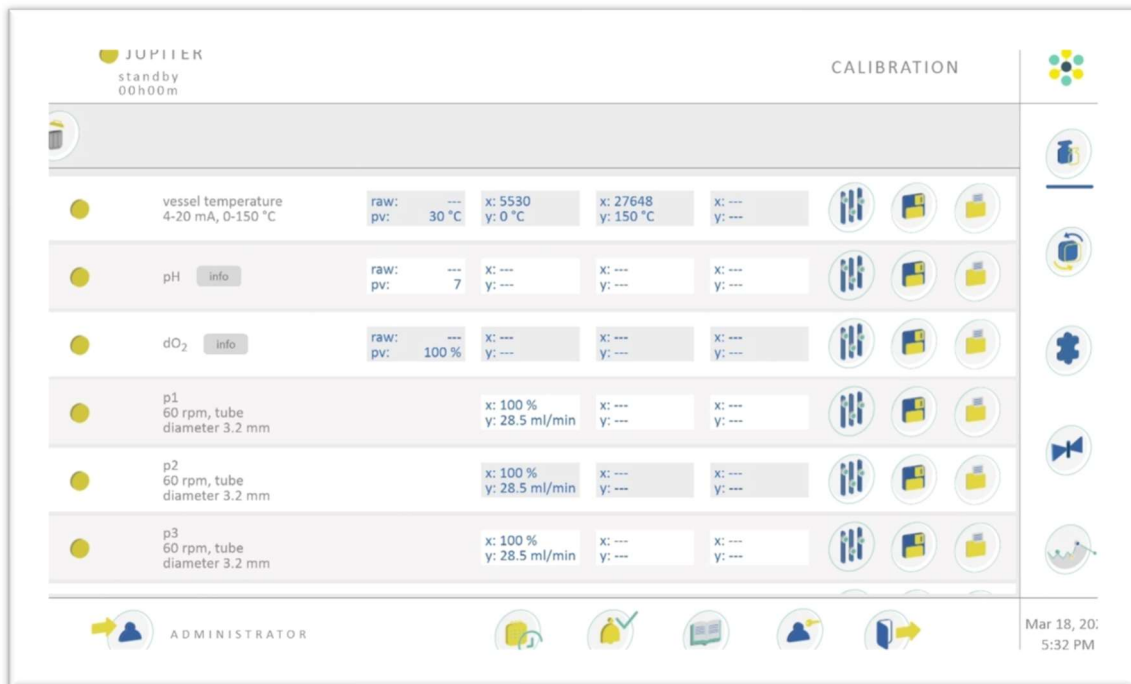 JUPITER
standby
00h00m
CALIBRATION
vessel temperature
4-20 mA, 0-150 °C
raw: ---
pv: 30 °C
x: 5530
y: 0 °C
x: 27648
y: 150 °C
x: ---
y: ---
pH info
raw: ---
pv: 7
x: ---
y: ---
x: ---
y: ---
x: ---
y: ---
dO₂ info
raw: ---
pv: 100 %
x: ---
y: ---
x: ---
y: ---
x: ---
y: ---
p1
60 rpm, tube
diameter 3.2 mm
x: 100 %
y: 28.5 ml/min
x: ---
y: ---
x: ---
y: ---
p2
60 rpm, tube
diameter 3.2 mm
x: 100 %
y: 28.5 ml/min
x: ---
y: ---
x: ---
y: ---
p3
60 rpm, tube
diameter 3.2 mm
x: 100 %
y: 28.5 ml/min
x: ---
y: ---
x: ---
y: ---
ADMINISTRATOR
Mar 18, 202
5:32 PM